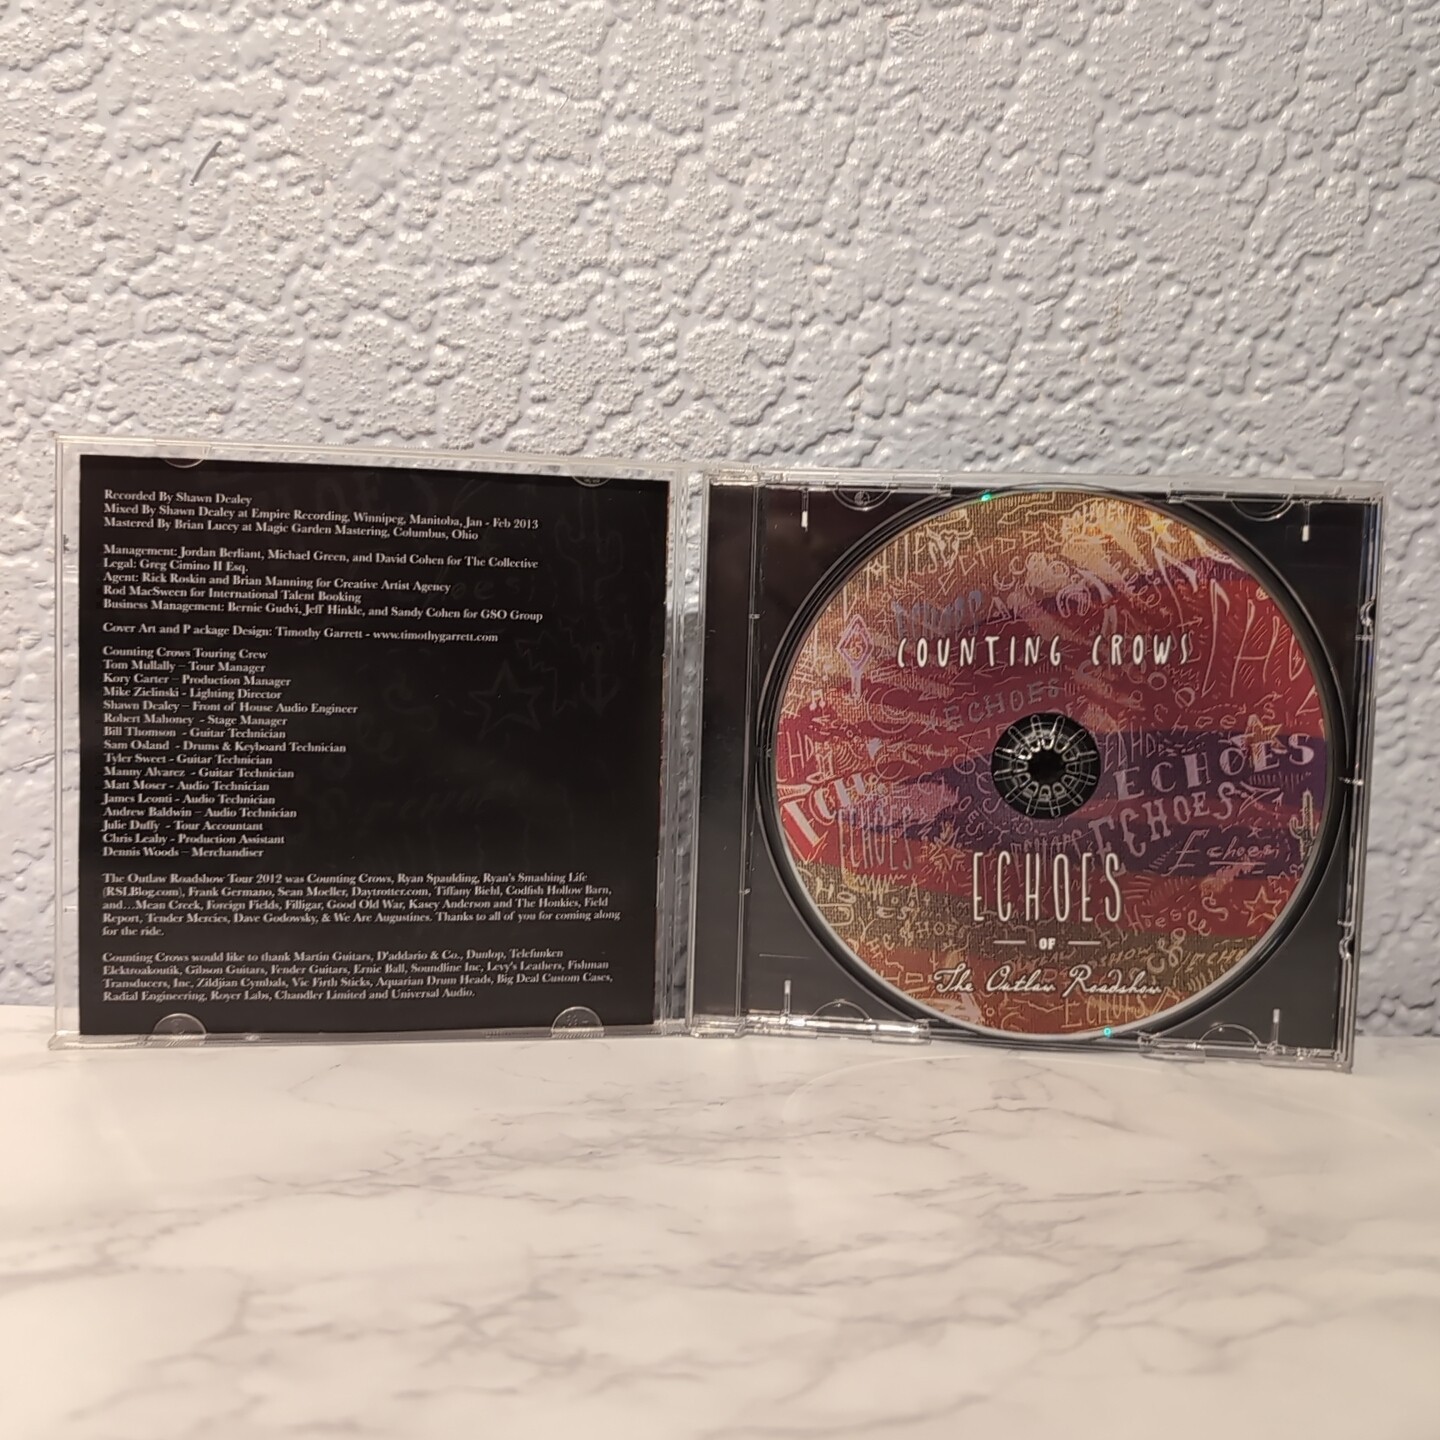 Recorded By Shawn Dealey
Mixed By Shawn Dealey at Empire Recording, Winnipeg, Manitoba, Jan - Feb 2013
Mastered By Brian Lucey at Magic Garden Mastering, Columbus, Ohio
Management: Jordan Berliant, Michael Green, and David Cohen for The Collective
Legal: Greg Cimino II Esq.
Agent: Rick Roskin and Brian Manning for Creative Artist Agency
Rod MacSween for International Talent Booking
Business Management: Bernie Gudvi, Jeff Hinkle, and Sandy Cohen for GSO Group
Cover Art and P ackage Design: Timothy Garrett - www.timothygarrett.com
Counting Crows Touring Crew
Tom Mullally – Tour Manager
Kory Carter – Production Manager
Mike Zielinski - Lighting Director
Shawn Dealey – Front of House Audio Engineer
Robert Mahoney - Stage Manager
Bill Thomson - Guitar Technician
Sam Osland - Drums & Keyboard Technician
Tyler Sweet - Guitar Technician
Manny Alvarez - Guitar Technician
Matt Moser - Audio Technician
James Leonti - Audio Technician
Andrew Baldwin – Audio Technician
Julie Duffy - Tour Accountant
Chris Leahy - Production Assistant
Dennis Woods – Merchandiser
The Outlaw Roadshow Tour 2012 was Counting Crows, Ryan Spaulding, Ryan's Smashing Life
(RSLBlog.com), Frank Germano, Sean Moeller, Daytrotter.com, Tiffany Biehl, Codfish Hollow Barn,
and...Mean Creek, Foreign Fields, Filligar, Good Old War, Kasey Anderson and The Honkies, Field
Report, Tender Mercies, Dave Godowsky, & We Are Augustines. Thanks to all of you for coming along
for the ride.
Counting Crows would like to thank Martin Guitars, D'addario & Co., Dunlop, Telefunken
Elektroakoutik, Gibson Guitars, Fender Guitars, Ernie Ball, Soundline Inc, Levy's Leathers, Fishman
Transducers, Inc, Zildjian Cymbals, Vic Firth Sticks, Aquarian Drum Heads, Big Deal Custom Cases,
Radial Engineering, Royer Labs, Chandler Limited and Universal Audio.
COUNTING CROWS
ECHOES
ECHOES
ECHOES
ECHOES
Echoes
ECHOES
OF
The Outlaw Roadshow
ECHOES